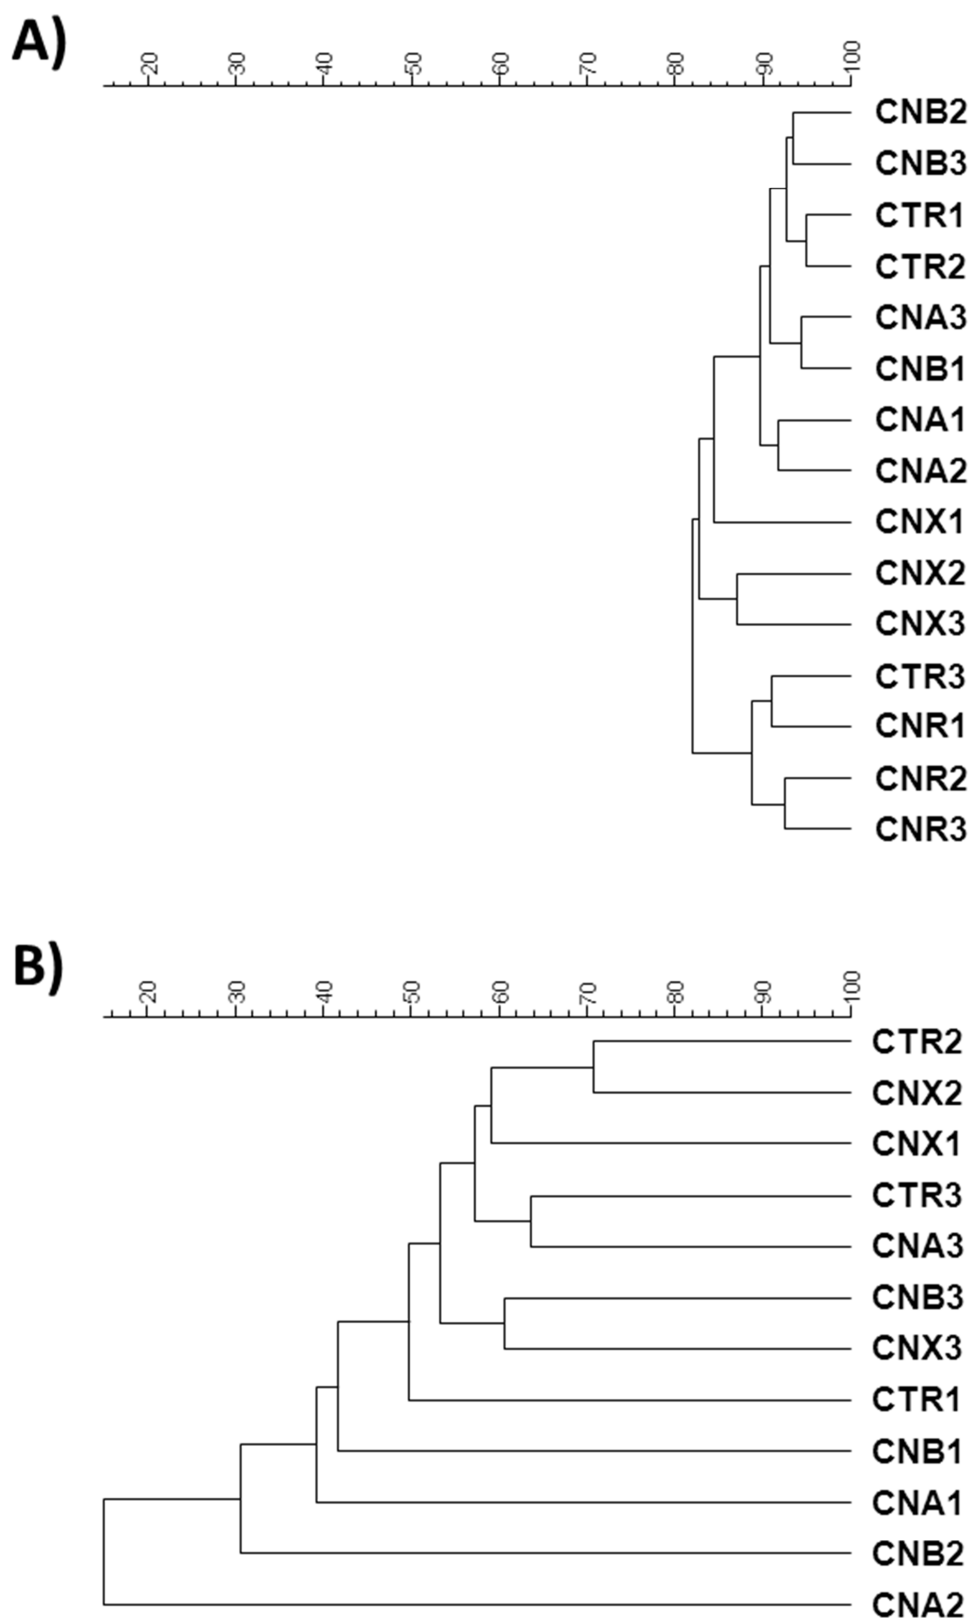 A)
20 30 40 50 60 70 80 90 100
CNB2
CNB3
CTR1
CTR2
CNA3
CNB1
CNA1
CNA2
CNX1
CNX2
CNX3
CTR3
CNR1
CNR2
CNR3
B)
20 30 40 50 60 70 80 90 100
CTR2
CNX2
CNX1
CTR3
CNA3
CNB3
CNX3
CTR1
CNB1
CNA1
CNB2
CNA2